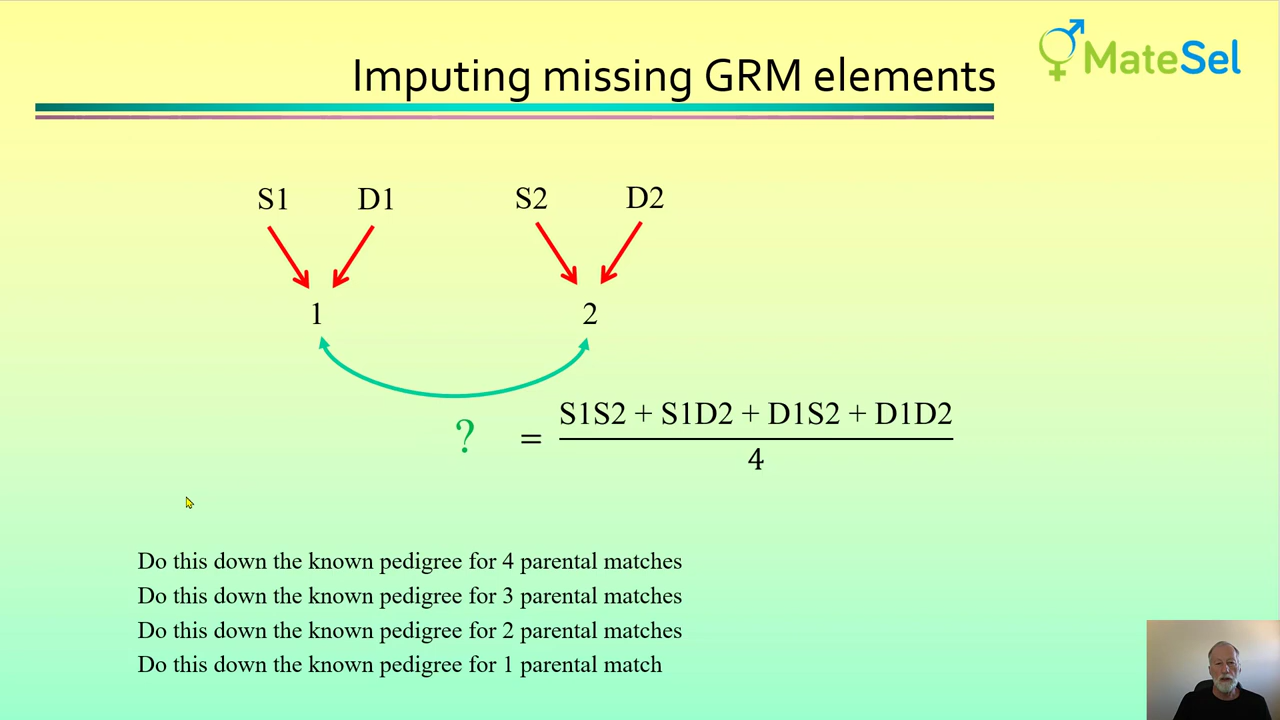 Imputing missing GRM elements
MateSel
S1 D1 S2 D2
1 2
? = S1S2 + S1D2 + D1S2 + D1D2
4
Do this down the known pedigree for 4 parental matches
Do this down the known pedigree for 3 parental matches
Do this down the known pedigree for 2 parental matches
Do this down the known pedigree for 1 parental match